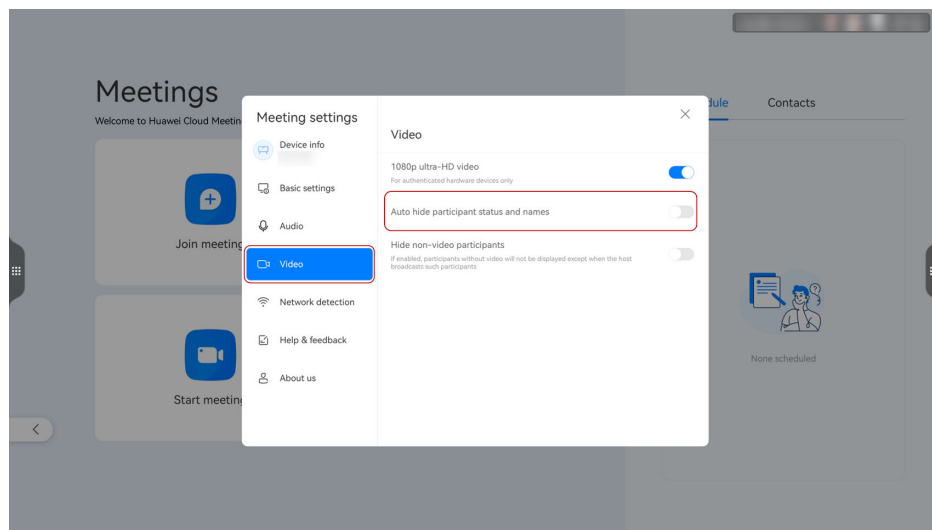 Meetings
Welcome to Huawei Cloud Meetin
Join meeting
Start meeting
Meeting settings
Device info
Basic settings
Audio
Video
Network detection
Help & feedback
About us
Video
1080p ultra-HD video
For authenticated hardware devices only
Auto hide participant status and names
Hide non-video participants
If enabled, participants without video will not be displayed except when the host
broadcasts such participants
dule
Contacts
None scheduled